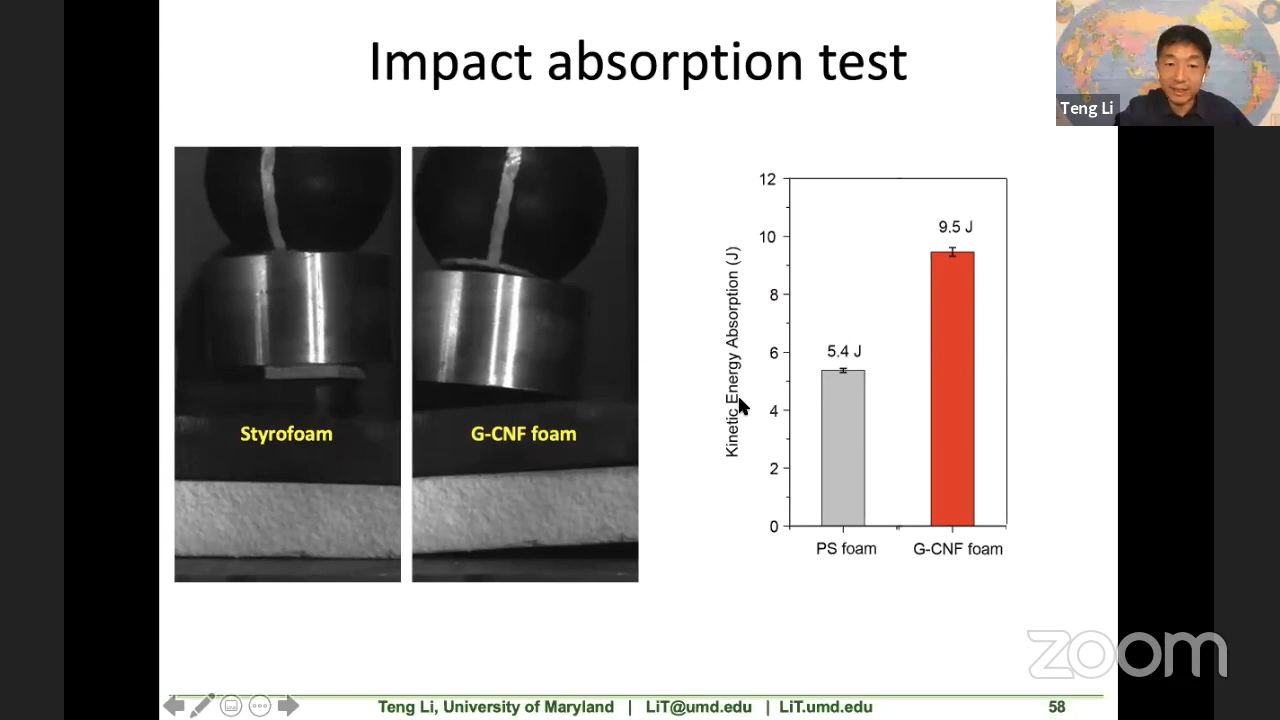 Impact absorption test
Teng Li
Styrofoam
G-CNF foam
Kinetic Energy Absorption (J)
12
10
8
6
4
2
0
5.4 J
9.5 J
PS foam
G-CNF foam
zoom
Teng Li, University of Maryland | LiT@umd.edu | LiT.umd.edu
58